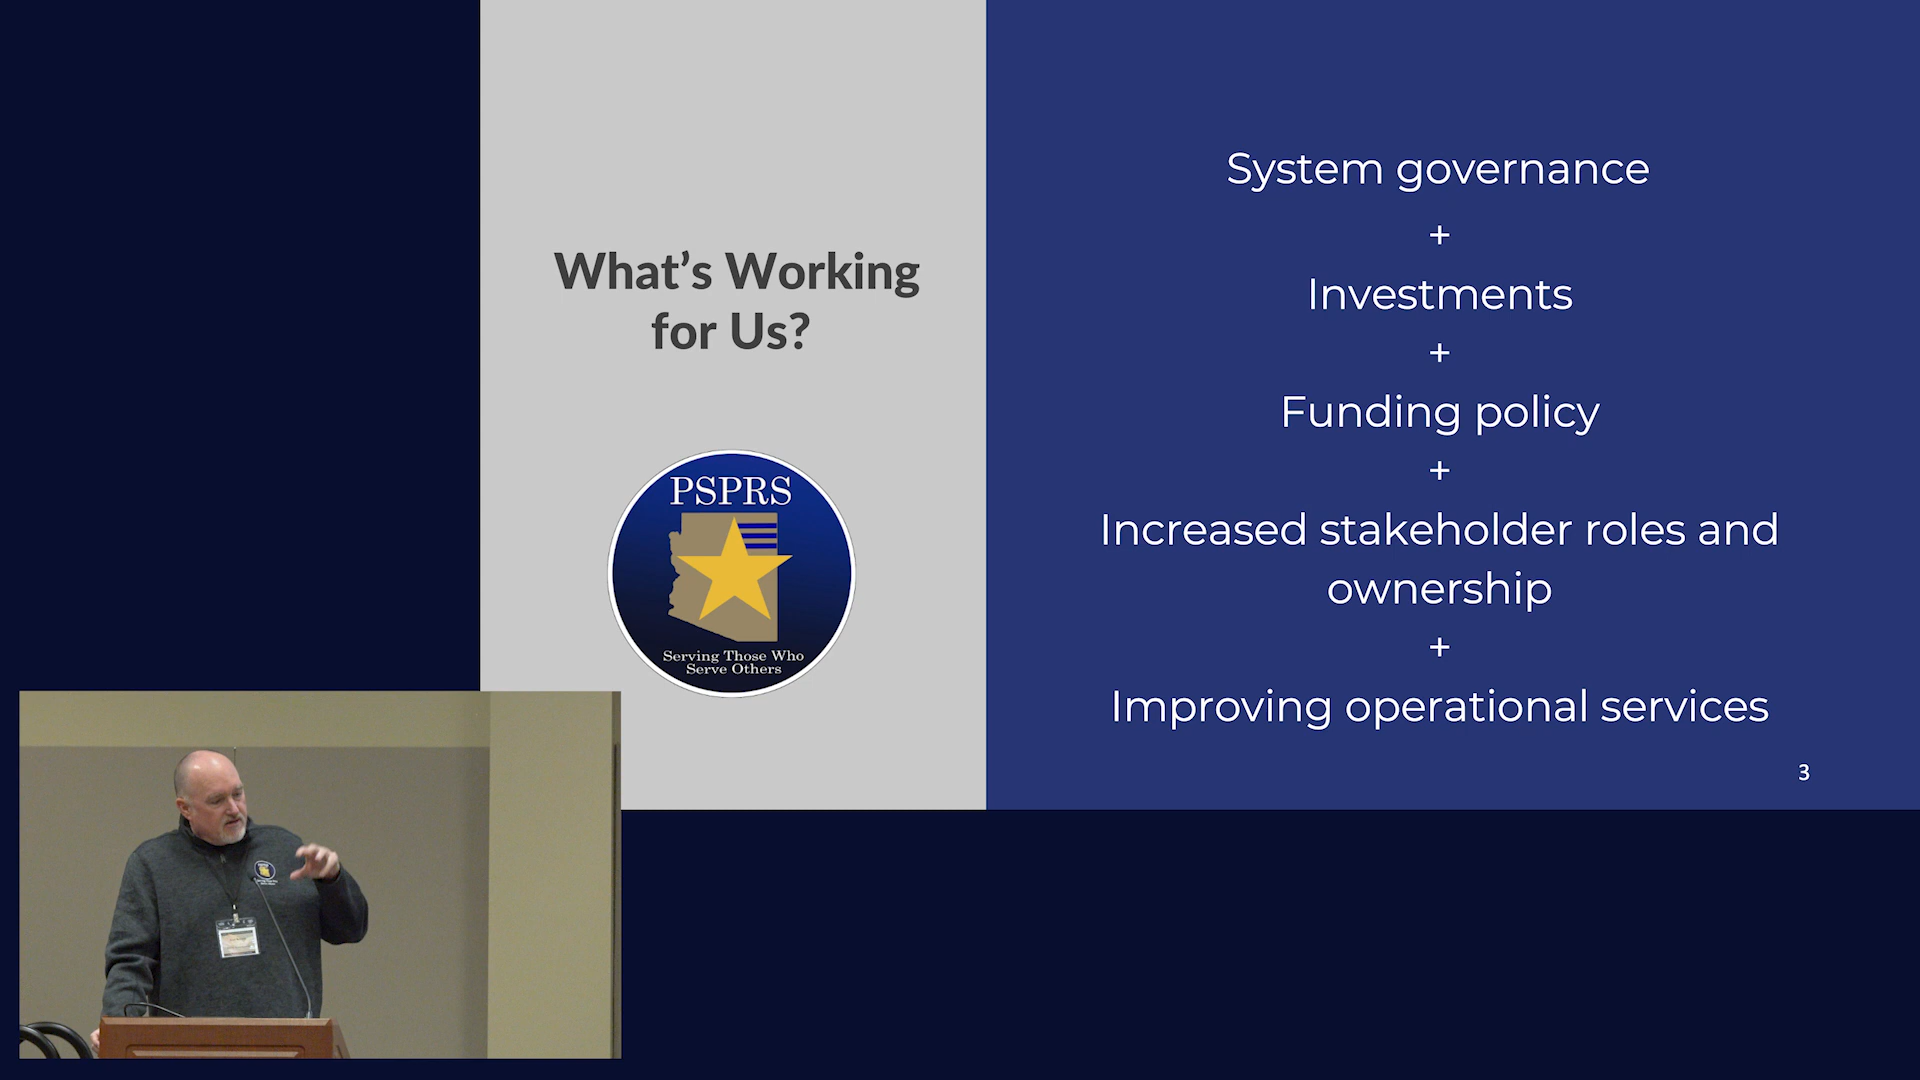 What's Working
for Us?
PSPRS
Serving Those Who
Serve Others
System governance
+
Investments
+
Funding policy
+
Increased stakeholder roles and
ownership
+
Improving operational services
3